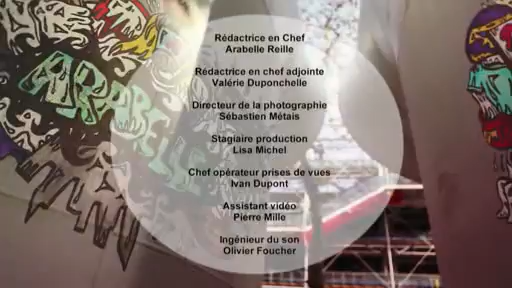 Rédactrice en Chef
Arabelle Reille
Rédactrice en chef adjointe
Valérie Duponchelle
Directeur de la photographie
Sébastien Métais
Stagiaire production
Lisa Michel
Chef opérateur prises de vues
Ivan Dupont
Assistant vidéo
Pierre Mille
Ingénieur du son
Olivier Foucher
ARABELLE